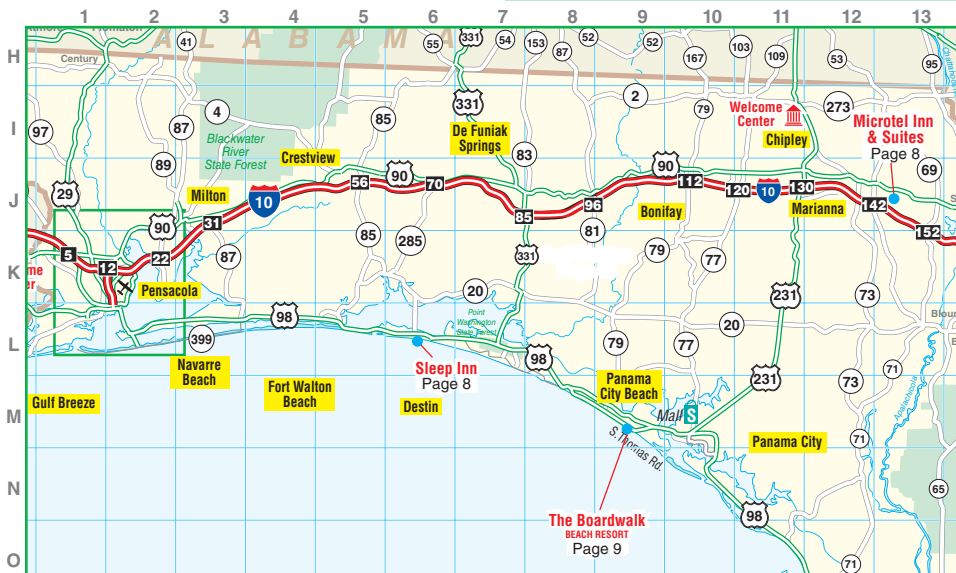 1 2 3 4 5 6 7 8 9 10 11 12 13
H
I
J
K
L
M
N
O
ALABAMA
Century
41
55
331
54
153
87
52
52
167
103
109
53
95
97
4
87
89
Blackwater
River
State Forest
85
331
De Funiak
Springs
83
2
79
Welcome
Center
Chipley
273
Microtel Inn
& Suites
Page 8
69
Crestview
29
Milton
10
56
90
70
85
96
90
112
120
10
130
142
152
Bonifay
Marianna
90
31
5
12
22
87
85
285
331
81
79
77
Pensacola
20
231
73
98
Point
Washington
State Forest
399
Navarre
Beach
Sleep Inn
Page 8
98
79
77
20
231
73
71
Gulf Breeze
Fort Walton
Beach
Destin
Panama
City Beach
Mall S
S. Thomas Rd.
Panama City
Apalachicola
71
65
98
The Boardwalk
BEACH RESORT
Page 9
71